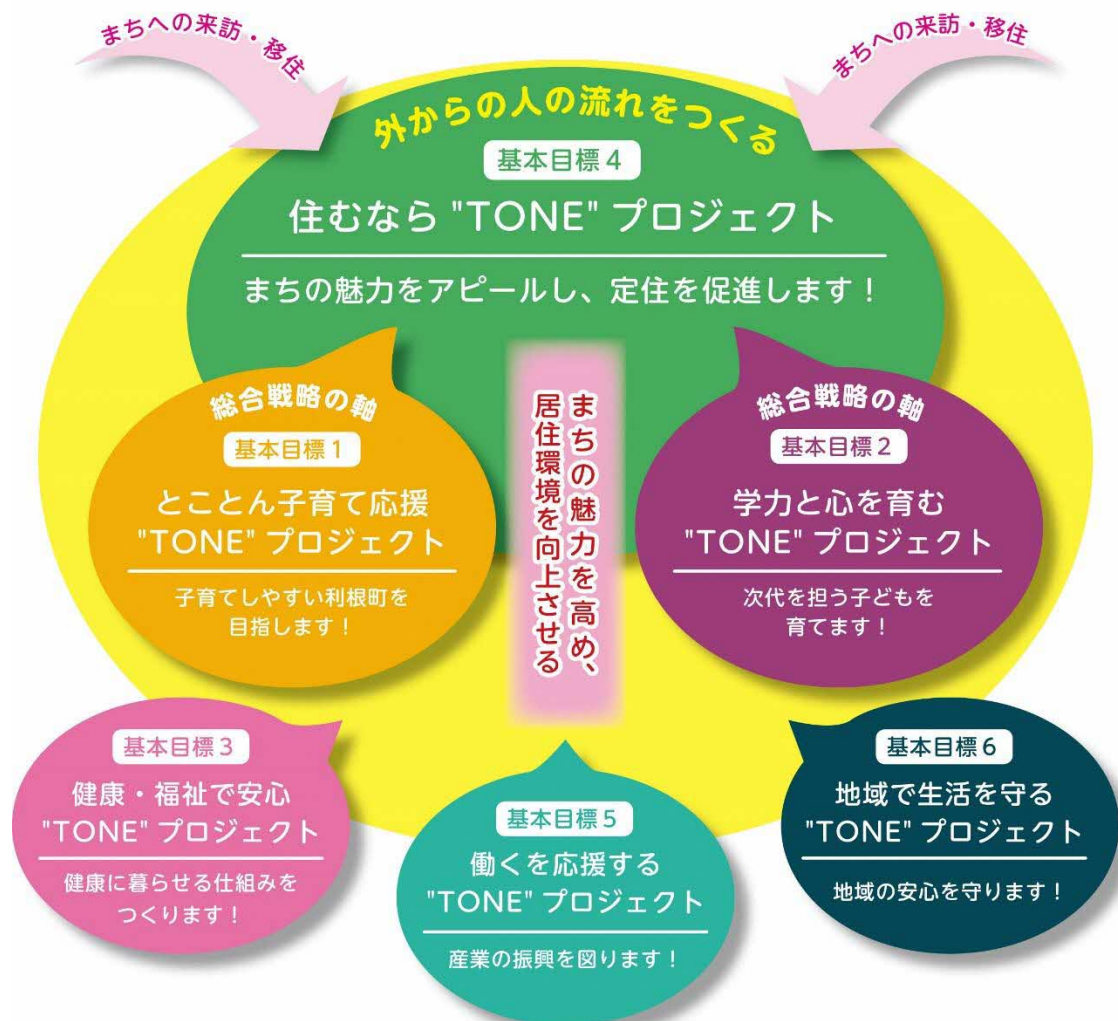 まちへの来訪・移住
まちへの来訪・移住
外からの人の流れをつくる
基本目標4
住むなら "TONE" プロジェクト
まちの魅力をアピールし、定住を促進します！
総合戦略の軸
基本目標1
とことん子育て応援
"TONE" プロジェクト
子育てしやすい利根町を
目指します！
まちの魅力を高め、
居住環境を向上させる
総合戦略の軸
基本目標2
学力と心を育む
"TONE" プロジェクト
次代を担う子どもを
育てます！
基本目標3
健康・福祉で安心
"TONE" プロジェクト
健康に暮らせる仕組みを
つくります！
基本目標5
働くを応援する
"TONE" プロジェクト
産業の振興を図ります！
基本目標6
地域で生活を守る
"TONE" プロジェクト
地域の安心を守ります！